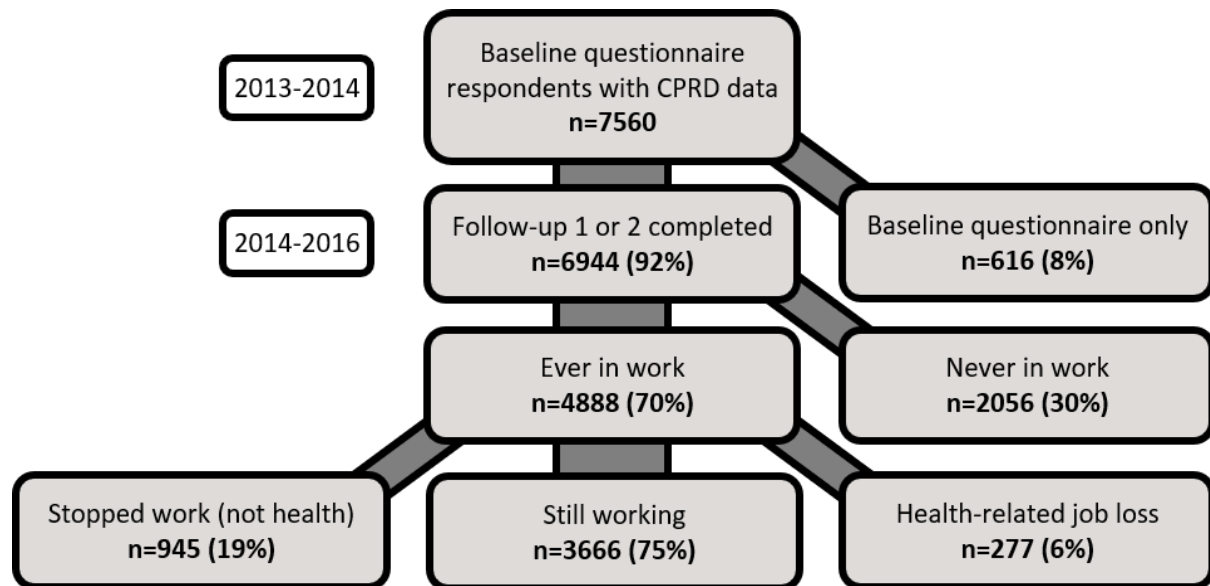 2013-2014
Baseline questionnaire
respondents with CPRD data
n=7560
2014-2016
Follow-up 1 or 2 completed
n=6944 (92%)
Baseline questionnaire only
n=616 (8%)
Ever in work
n=4888 (70%)
Never in work
n=2056 (30%)
Stopped work (not health)
n=945 (19%)
Still working
n=3666 (75%)
Health-related job loss
n=277 (6%)